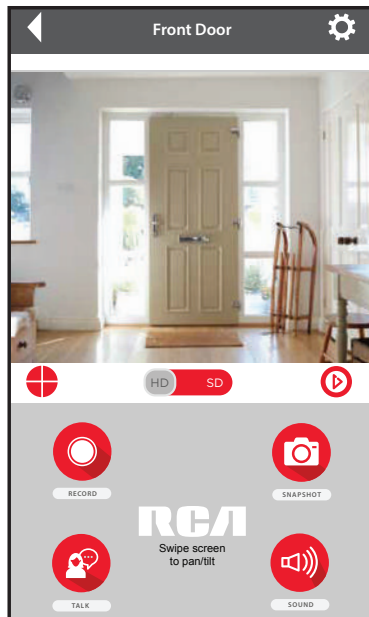 Front Door
HD SD
RECORD
SNAPSHOT
RCA
Swipe screen
to pan/tilt
TALK
SOUND